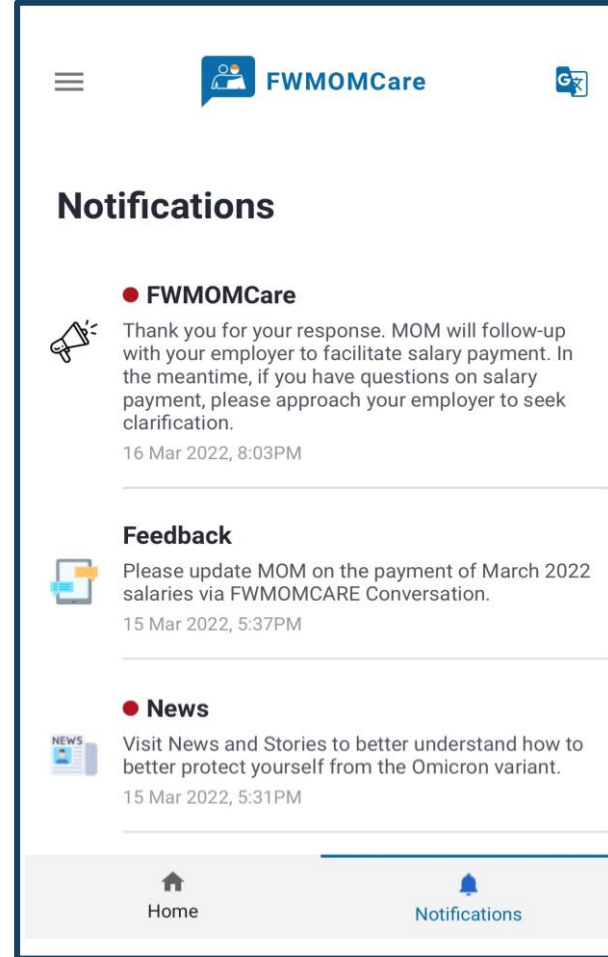 FWMOMCare
G
Notifications
FWMOMCare
Thank you for your response. MOM will follow-up
with your employer to facilitate salary payment. In
the meantime, if you have questions on salary
payment, please approach your employer to seek
clarification.
16 Mar 2022, 8:03PM
Feedback
Please update MOM on the payment of March 2022
salaries via FWMOMCARE Conversation.
15 Mar 2022, 5:37PM
News
NEWS
Visit News and Stories to better understand how to
better protect yourself from the Omicron variant.
15 Mar 2022, 5:31PM
Home
Notifications